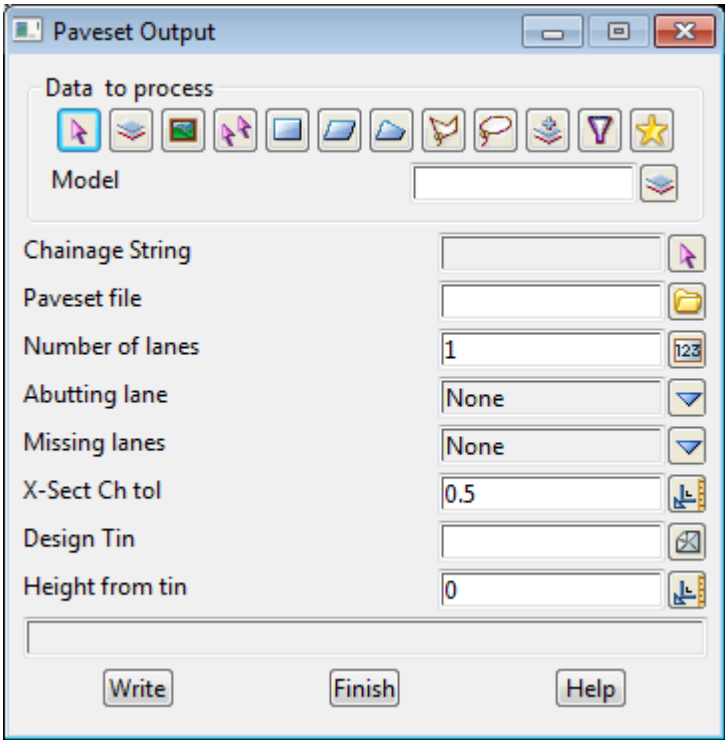 Paveset Output
Data to process
Model
Chainage String
Paveset file
Number of lanes 1
Abutting lane None
Missing lanes None
X-Sect Ch tol 0.5
Design Tin
Height from tin 0
Write Finish Help